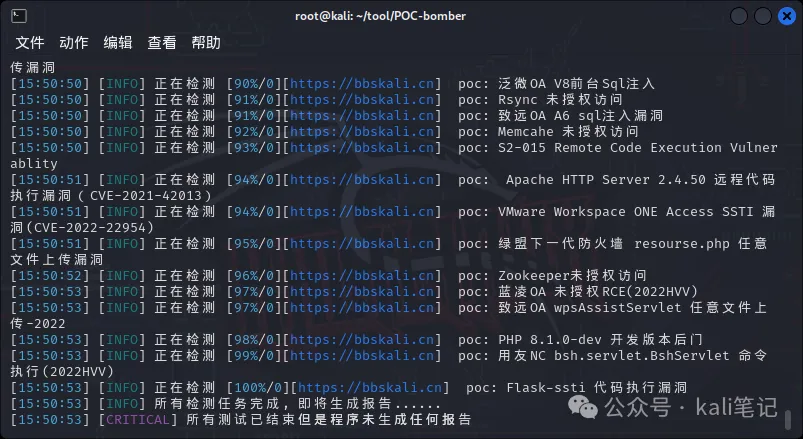 root@kali: ~/tool/POC-bomber
文件 动作 编辑 查看 帮助
传漏洞
[15:50:50] [INFO] 正在检测 [90%/0][https://bbskali.cn] poc: 泛微OA V8前台Sql注入
[15:50:50] [INFO] 正在检测 [91%/0][https://bbskali.cn] poc: Rsync 未授权访问
[15:50:50] [INFO] 正在检测 [91%/0][https://bbskali.cn] poc: 致远OA A6 sql注入漏洞
[15:50:50] [INFO] 正在检测 [92%/0][https://bbskali.cn] poc: Memcahe 未授权访问
[15:50:50] [INFO] 正在检测 [93%/0][https://bbskali.cn] poc: S2-015 Remote Code Execution Vulner
ablity
[15:50:51] [INFO] 正在检测 [94%/0][https://bbskali.cn] poc: Apache HTTP Server 2.4.50 远程代码
执行漏洞（CVE-2021-42013）
[15:50:51] [INFO] 正在检测 [94%/0][https://bbskali.cn] poc: VMware Workspace ONE Access SSTI 漏
洞(CVE-2022-22954)
[15:50:51] [INFO] 正在检测 [95%/0][https://bbskali.cn] poc: 绿盟下一代防火墙 resourse.php 任意
文件上传漏洞
[15:50:52] [INFO] 正在检测 [96%/0][https://bbskali.cn] poc: Zookeeper未授权访问
[15:50:53] [INFO] 正在检测 [97%/0][https://bbskali.cn] poc: 蓝凌OA 未授权RCE(2022HVV)
[15:50:53] [INFO] 正在检测 [97%/0][https://bbskali.cn] poc: 致远OA wpsAssistServlet 任意文件上
传-2022
[15:50:53] [INFO] 正在检测 [98%/0][https://bbskali.cn] poc: PHP 8.1.0-dev 开发版本后门
[15:50:53] [INFO] 正在检测 [99%/0][https://bbskali.cn] poc: 用友NC bsh.servlet.BshServlet 命令
执行(2022HVV)
[15:50:53] [INFO] 正在检测 [100%/0][https://bbskali.cn] poc: Flask-ssti 代码执行漏洞
[15:50:53] [INFO] 所有检测任务完成, 即将生成报告......
[15:50:53] [CRITICAL] 所有测试已结束但是程序未生成任何报告
公众号 · kali笔记